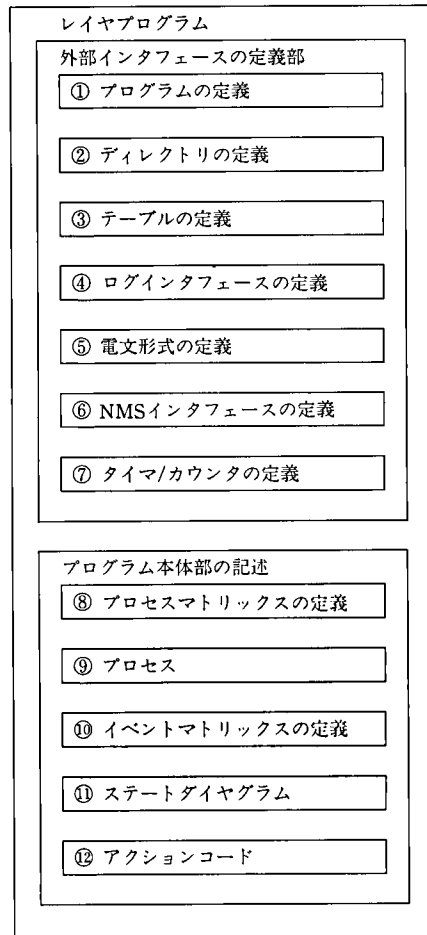 レイヤプログラム
外部インタフェースの定義部
① プログラムの定義
② ディレクトリの定義
③ テーブルの定義
④ ログインタフェースの定義
⑤ 電文形式の定義
⑥ NMSインタフェースの定義
⑦ タイマ/カウンタの定義
プログラム本体部の記述
⑧ プロセスマトリックスの定義
⑨ プロセス
⑩ イベントマトリックスの定義
⑪ ステートダイヤグラム
⑫ アクションコード